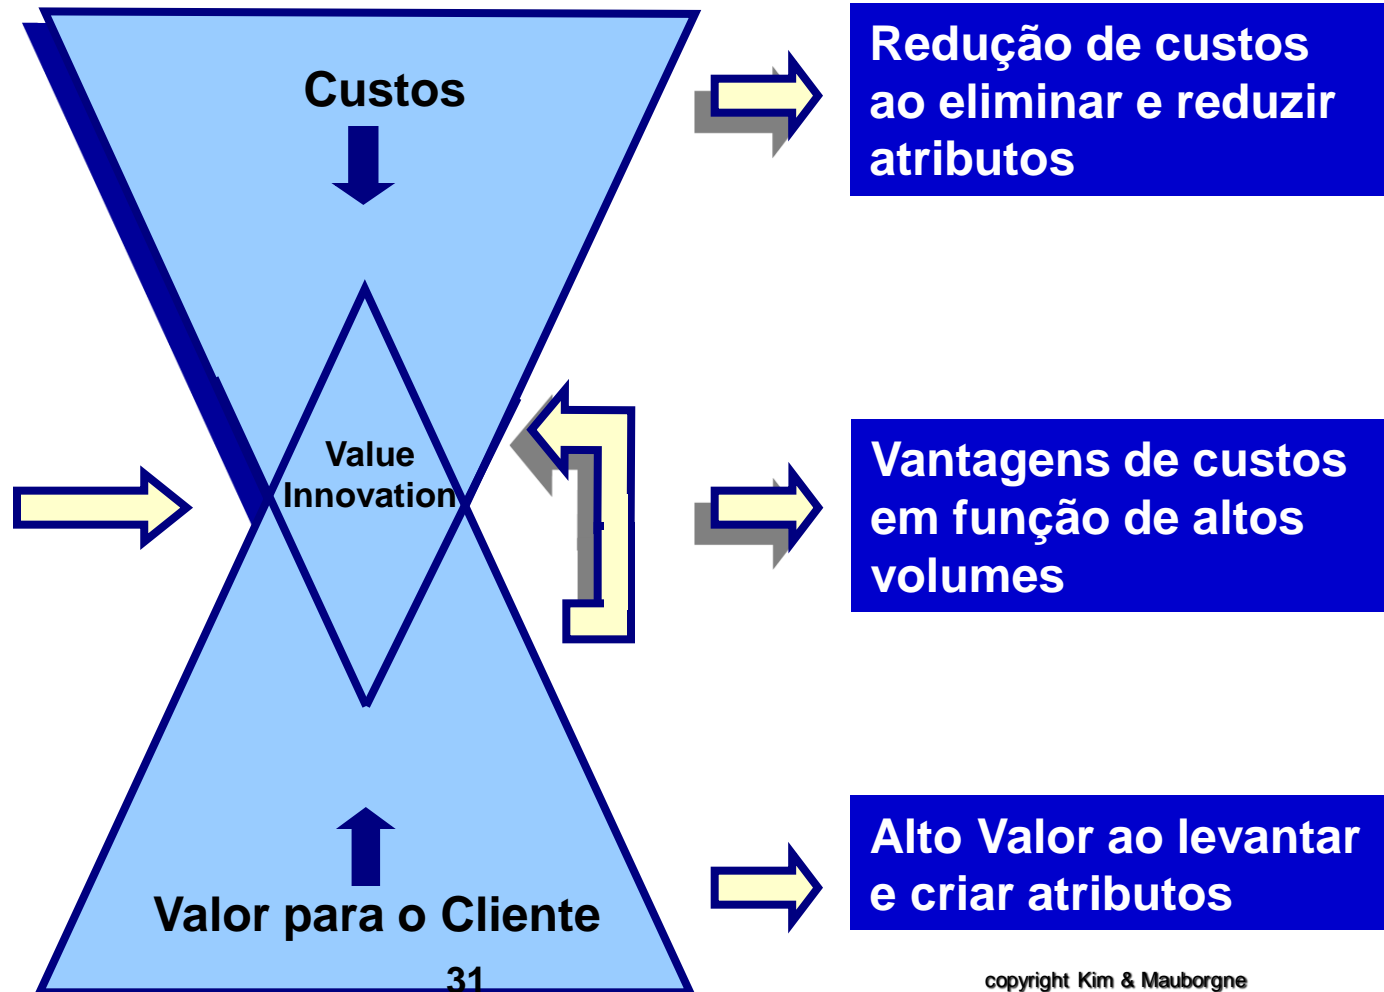 Custos
Redução de custos
ao eliminar e reduzir
atributos
Value
Innovation
Vantagens de custos
em função de altos
volumes
Alto Valor ao levantar
e criar atributos
Valor para o Cliente
31
copyright Kim & Mauborgne